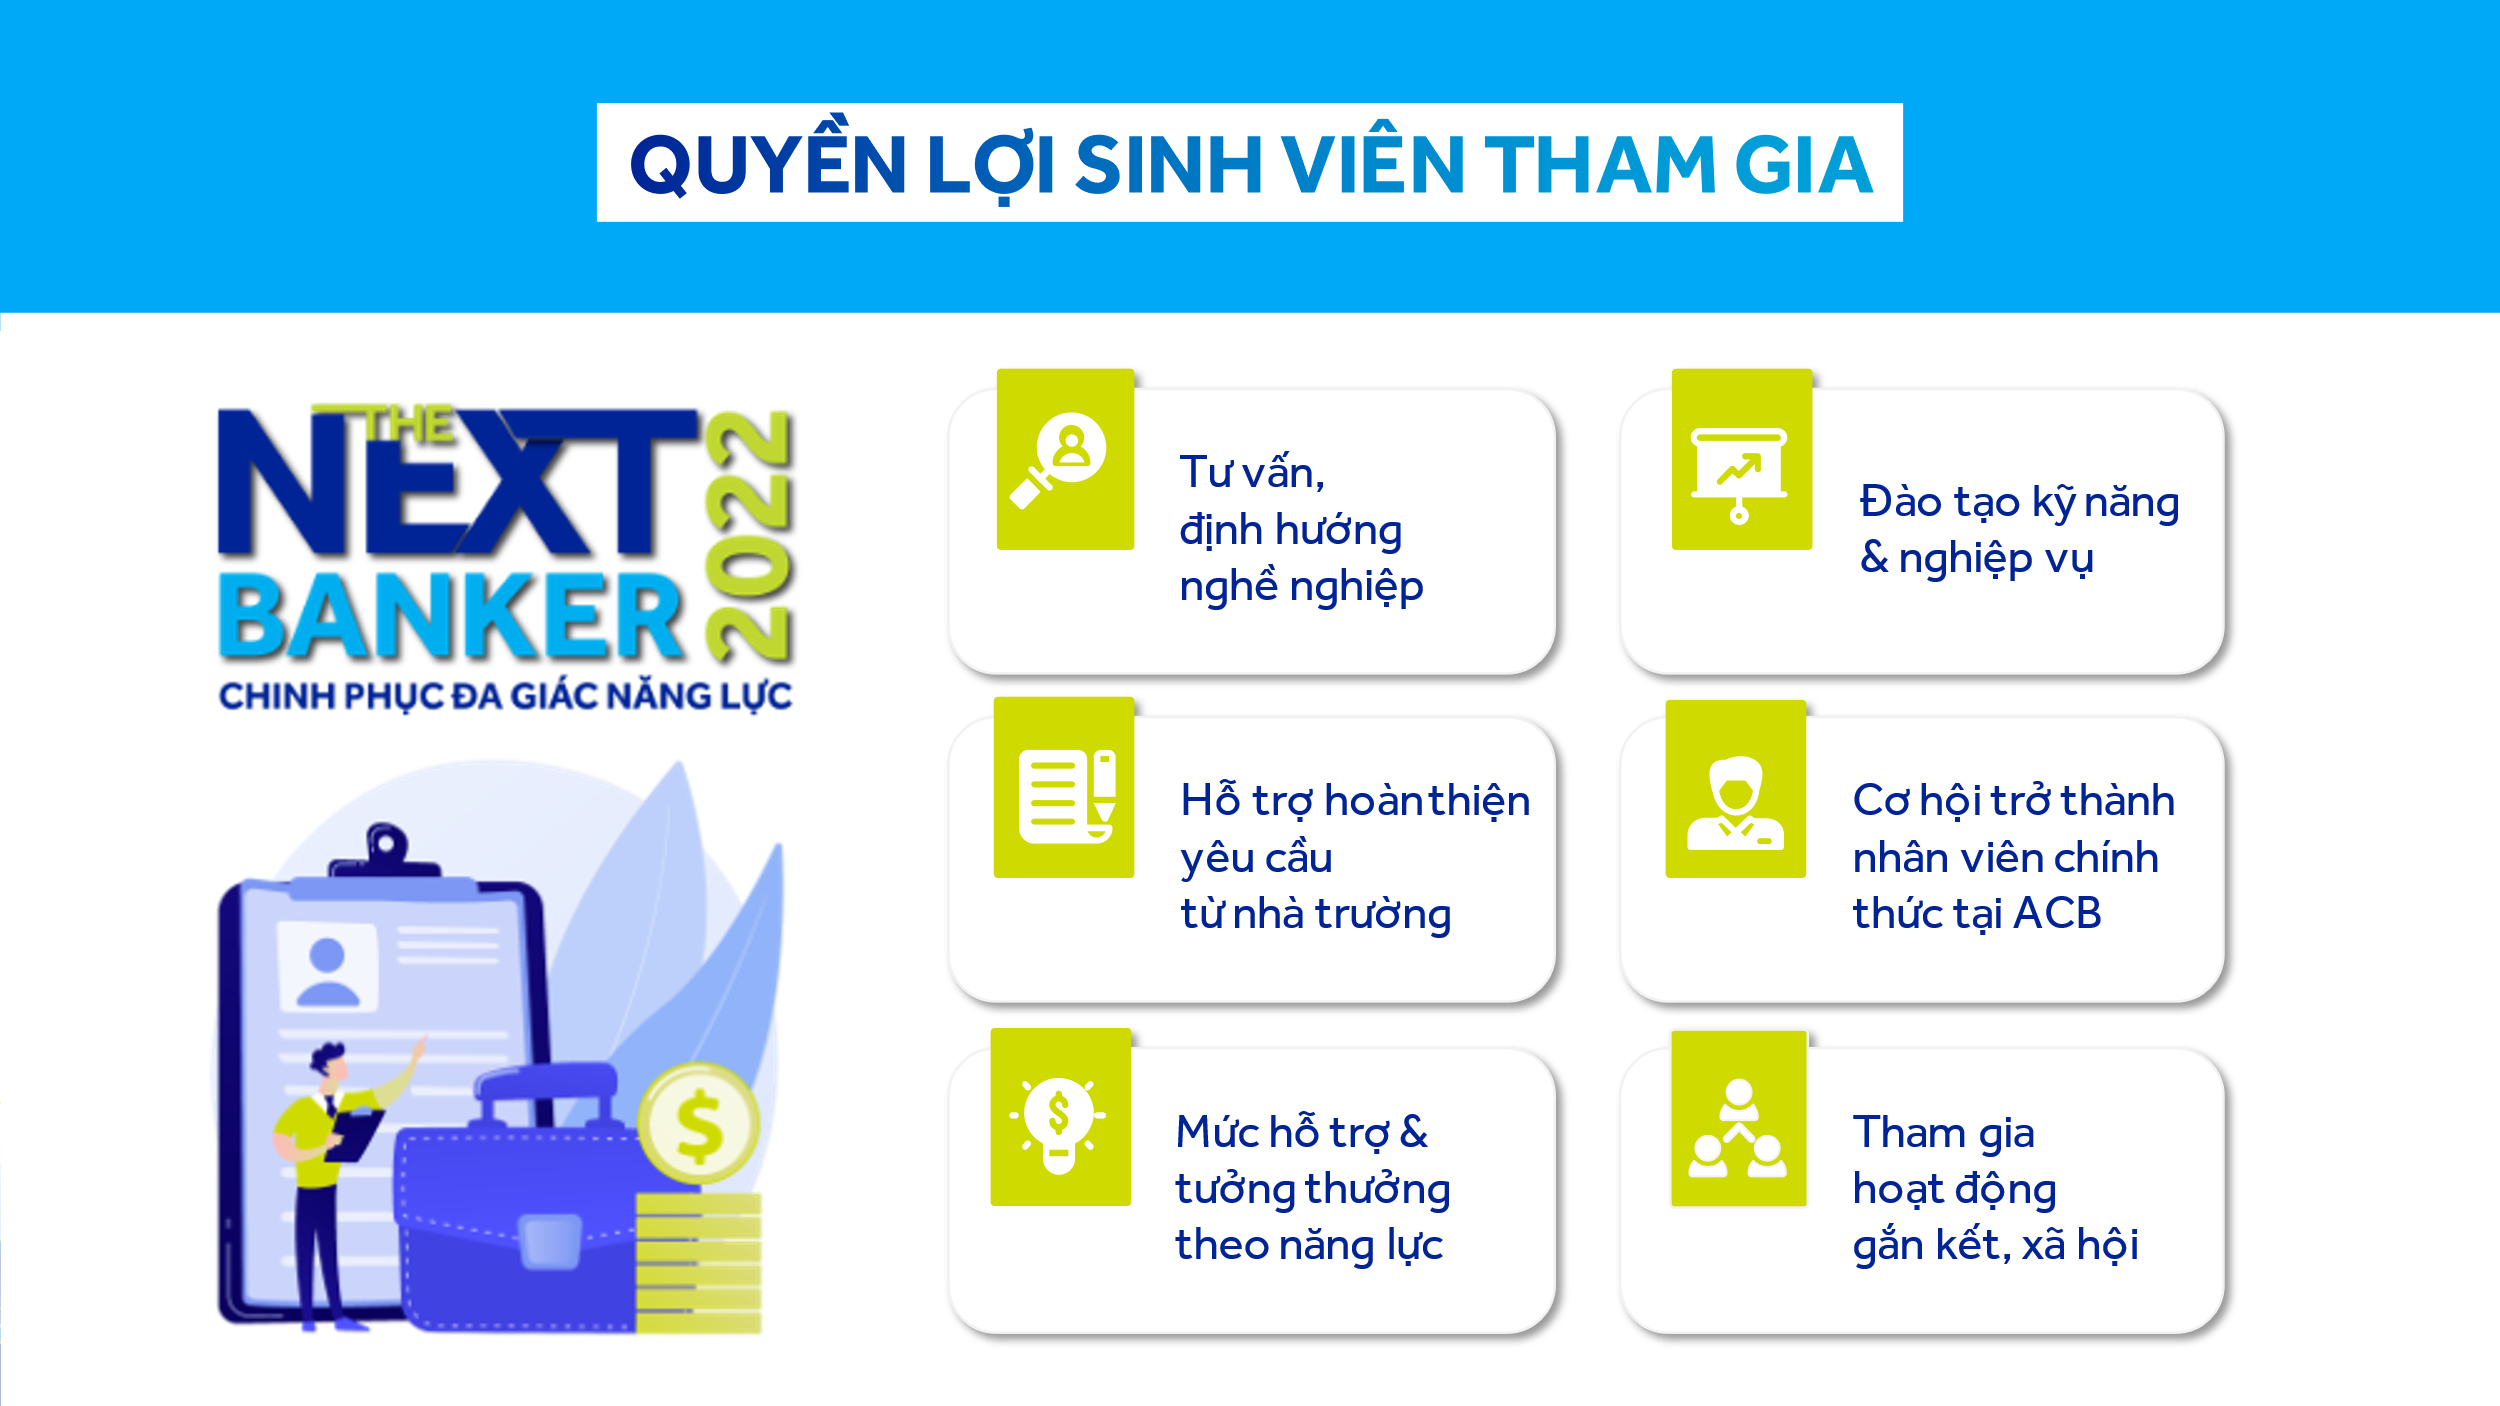 QUYỀN LỢI SINH VIÊN THAM GIA
THE
NEXT
BANKER
2022
CHINH PHỤC ĐA GIÁC NĂNG LỰC
Tư vấn,
định hướng
nghề nghiệp
Đào tạo kỹ năng
& nghiệp vụ
Hỗ trợ hoàn thiện
yêu cầu
từ nhà trường
Cơ hội trở thành
nhân viên chính
thức tại ACB
Mức hỗ trợ &
tưởng thưởng
theo năng lực
Tham gia
hoạt động
gắn kết, xã hội